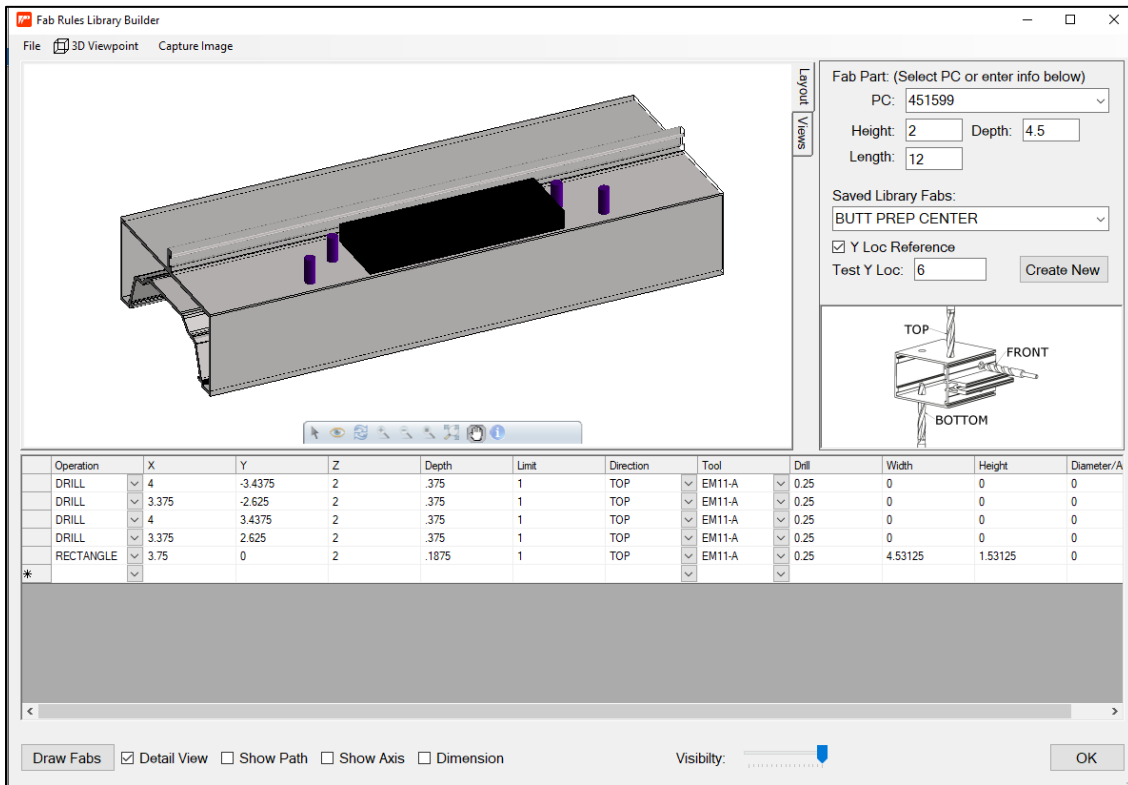 Fab Rules Library Builder
File 3D Viewpoint Capture Image
Layout
Views
Fab Part: (Select PC or enter info below)
PC: 451599
Height: 2 Depth: 4.5
Length: 12
Saved Library Fabs:
BUTT PREP CENTER
Y Loc Reference
Test Y Loc: 6 Create New
TOP
FRONT
BOTTOM
Operation X Y Z Depth Limit Direction Tool Drill Width Height Diameter/A
DRILL 4 -3.4375 2 .375 1 TOP EM11-A 0.25 0 0 0
DRILL 3.375 -2.625 2 .375 1 TOP EM11-A 0.25 0 0 0
DRILL 4 3.4375 2 .375 1 TOP EM11-A 0.25 0 0 0
DRILL 3.375 2.625 2 .375 1 TOP EM11-A 0.25 0 0 0
RECTANGLE 3.75 0 2 .1875 1 TOP EM11-A 0.25 4.53125 1.53125 0
Draw Fabs Detail View Show Path Show Axis Dimension Visibilty: OK